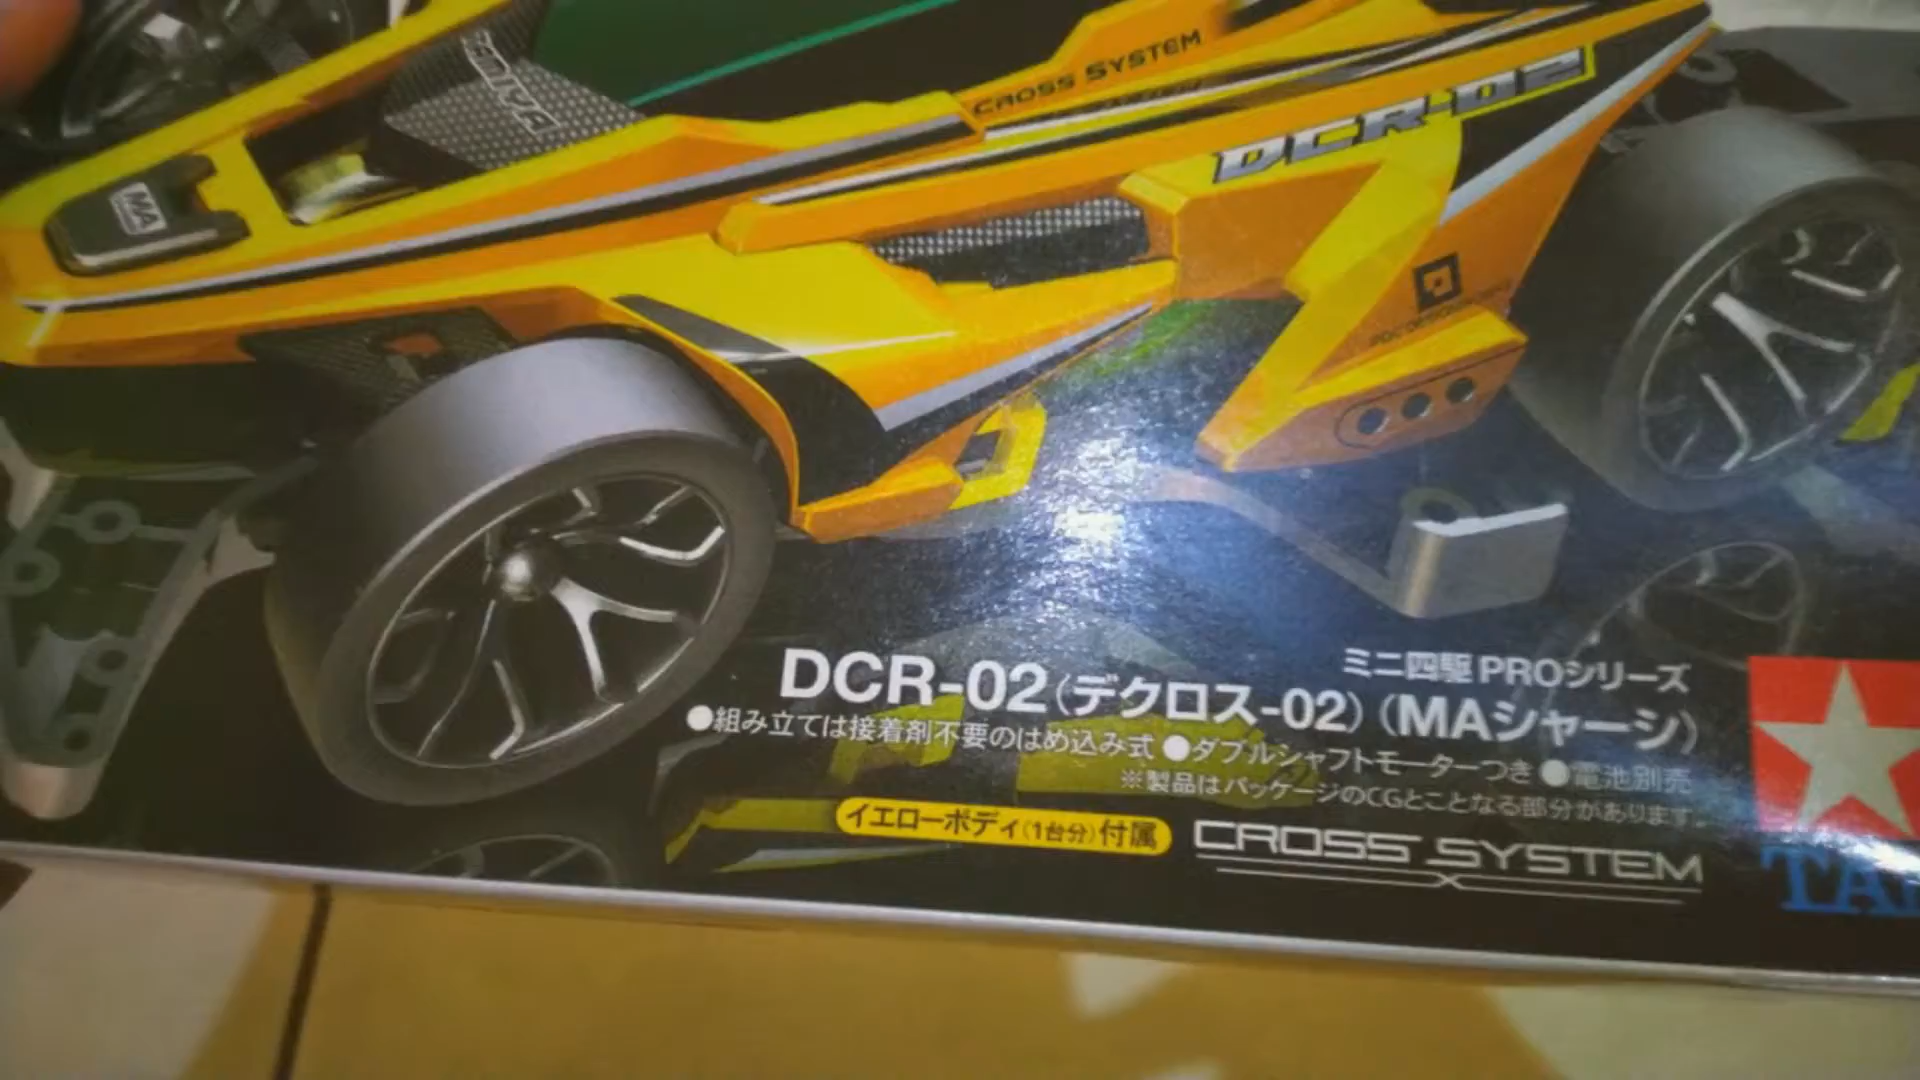 TAMIYA
MA
CROSS SYSTEM
DCR-02
ミニ四駆 PROシリーズ
DCR-02(デクロス-02)(MAシャーシ)
●組み立ては接着剤不要のはめ込み式 ●ダブルシャフトモーターつき ●電池別売
※製品はパッケージのCGとことなる部分があります。
イエローボディ(1台分)付属
CROSS SYSTEM
TA